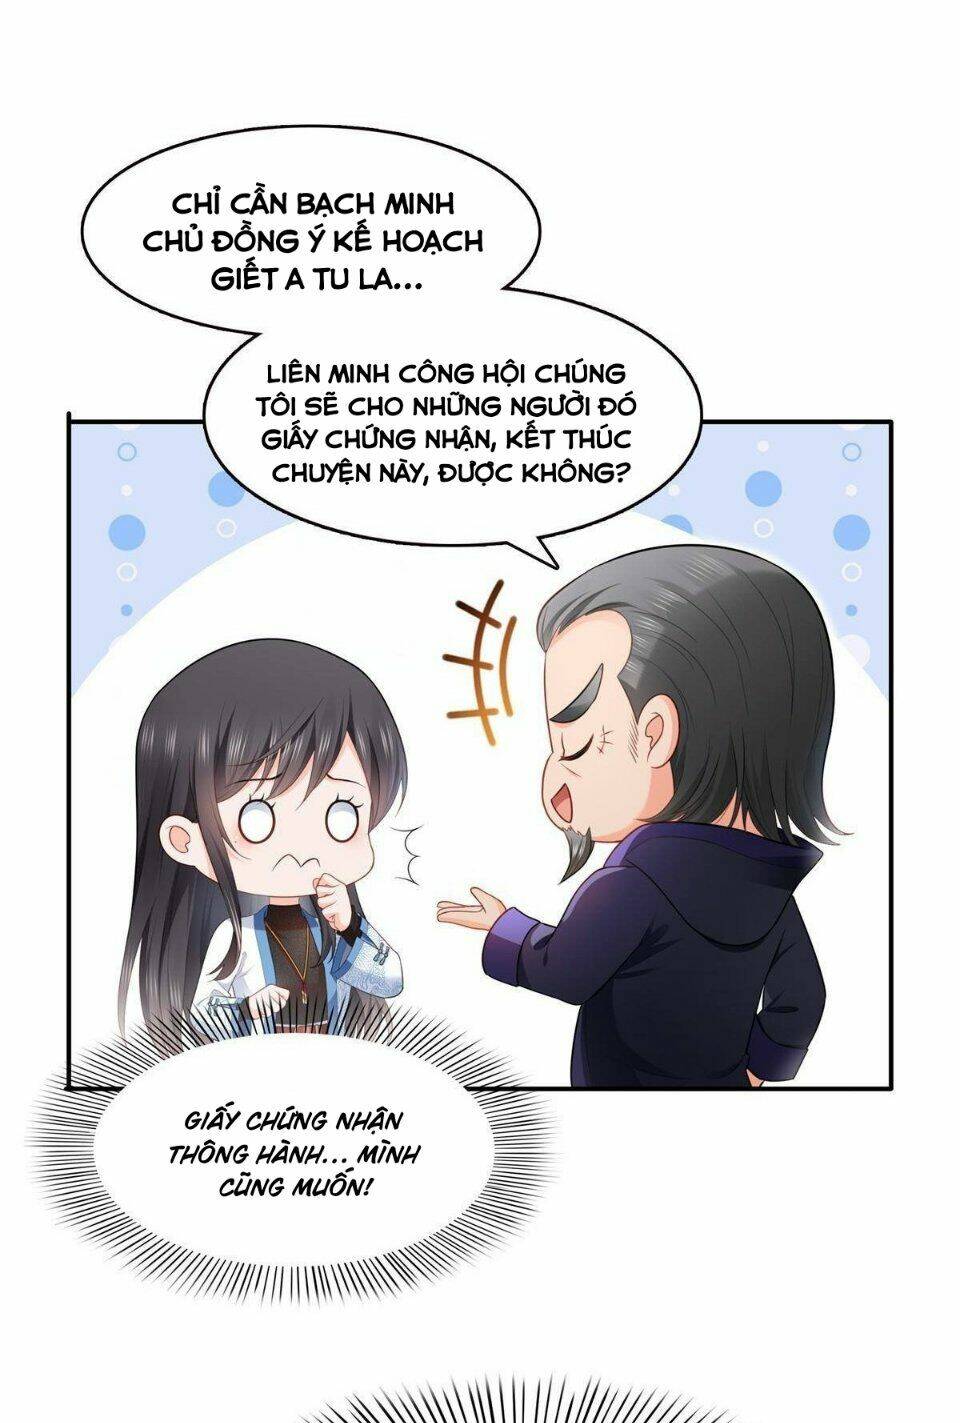 CHỈ CẦN BẠCH MINH
CHỦ ĐỒNG Ý KẾ HOẠCH
GIẾT A TU LA...
LIÊN MINH CÔNG HỘI CHÚNG
TÔI SẼ CHO NHỮNG NGƯỜI ĐÓ
GIẤY CHỨNG NHẬN, KẾT THÚC
CHUYỆN NÀY, ĐƯỢC KHÔNG?
GIẤY CHỨNG NHẬN
THÔNG HÀNH... MÌNH
CŨNG MUỐN!